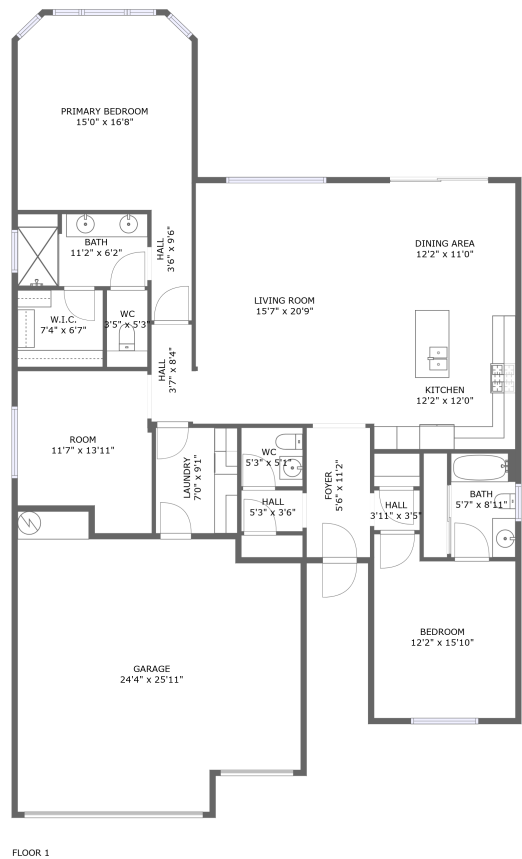 PRIMARY BEDROOM
15'0" x 16'8"
HALL
3'6" x 9'6"
BATH
11'2" x 6'2"
DINING AREA
12'2" x 11'0"
LIVING ROOM
15'7" x 20'9"
W.I.C.
7'4" x 6'7"
WC
3'5" x 5'3"
HALL
3'7" x 8'4"
KITCHEN
12'2" x 12'0"
ROOM
11'7" x 13'11"
LAUNDRY
7'0" x 9'1"
WC
5'3" x 5'1"
FOYER
5'6" x 11'2"
HALL
5'3" x 3'6"
HALL
3'11" x 3'5"
BATH
5'7" x 8'11"
BEDROOM
12'2" x 15'10"
GARAGE
24'4" x 25'11"
FLOOR 1